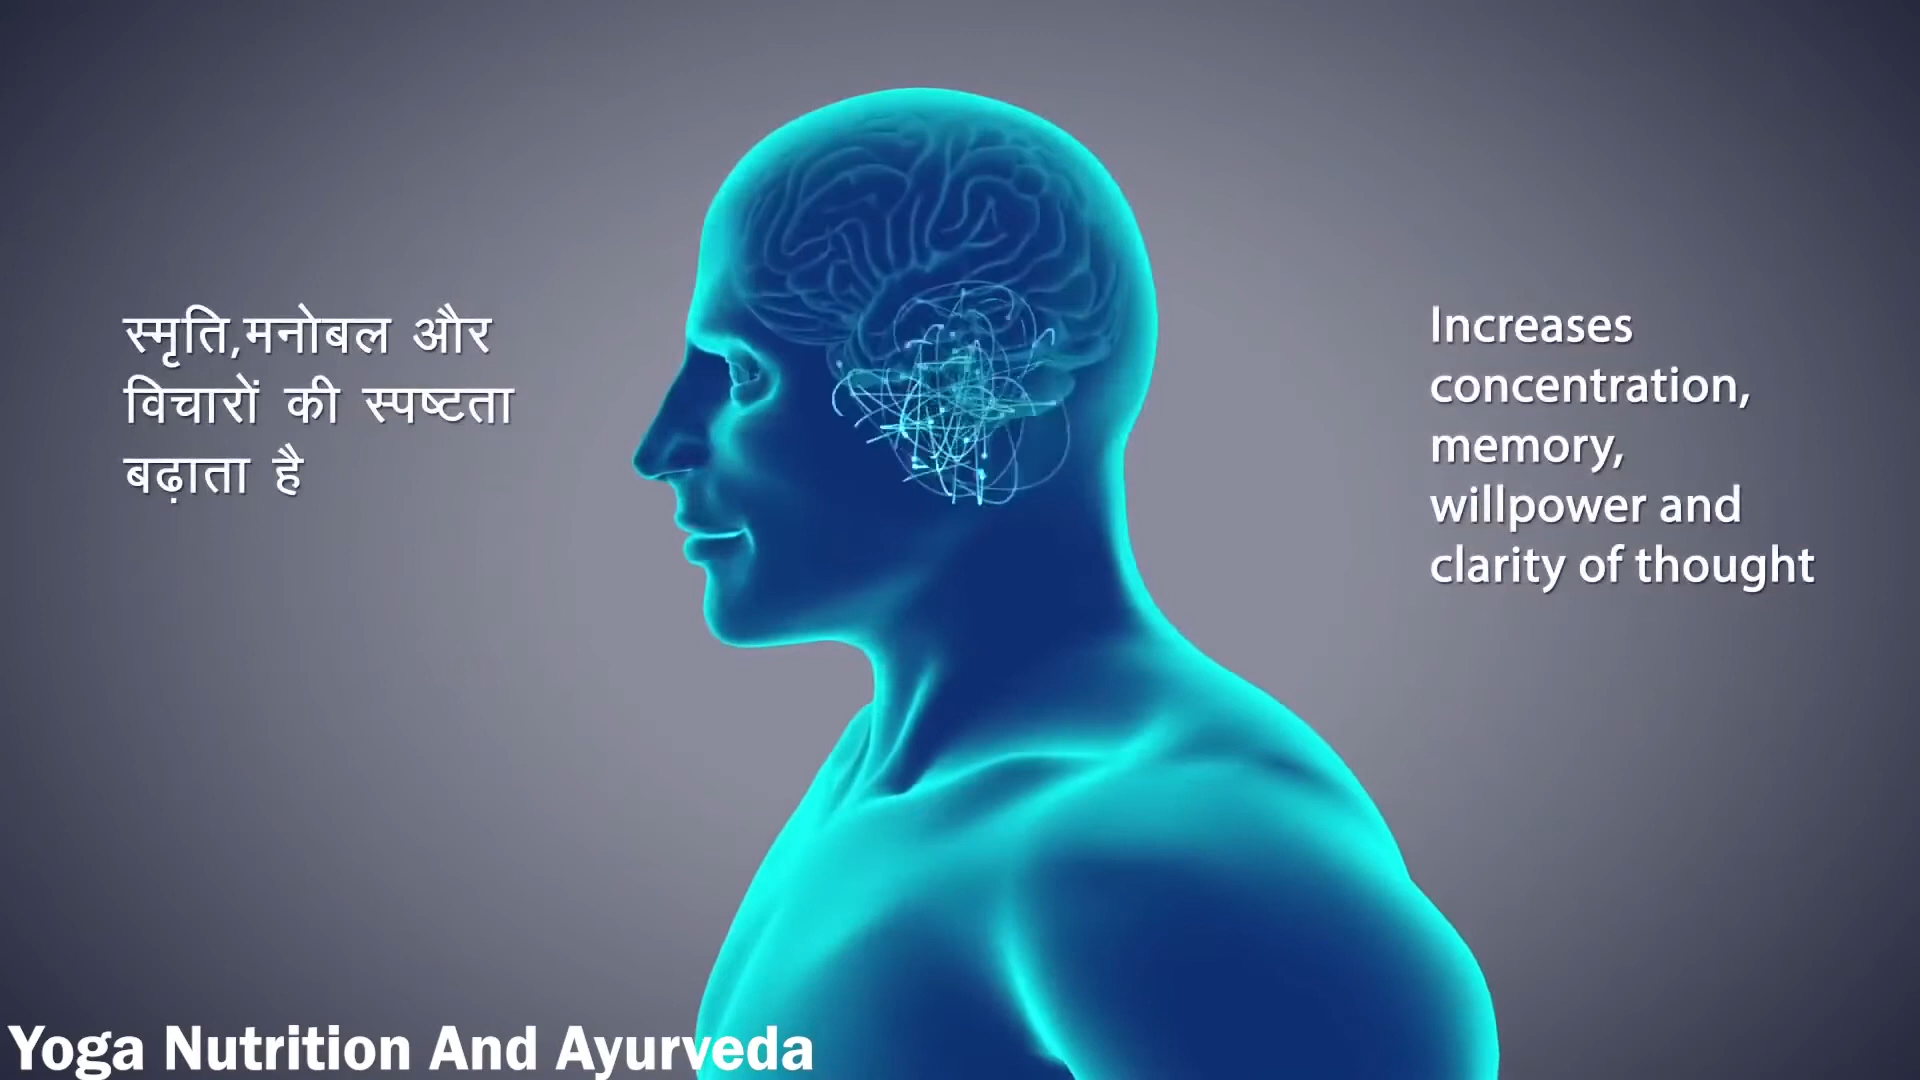 स्मृति,मनोबल और
विचारों की स्पष्टता
बढ़ाता है
Increases
concentration,
memory,
willpower and
clarity of thought
Yoga Nutrition And Ayurveda